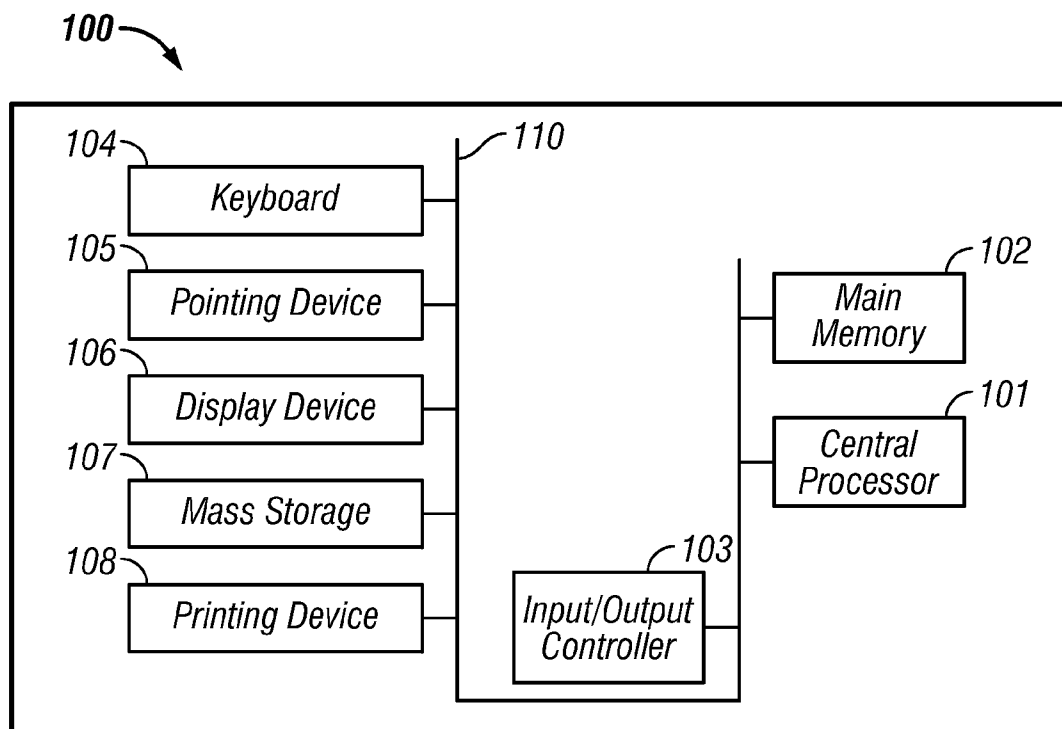 100
104
Keyboard
110
105
Pointing Device
102
Main
Memory
106
Display Device
101
Central
Processor
107
Mass Storage
103
Input/Output
Controller
108
Printing Device